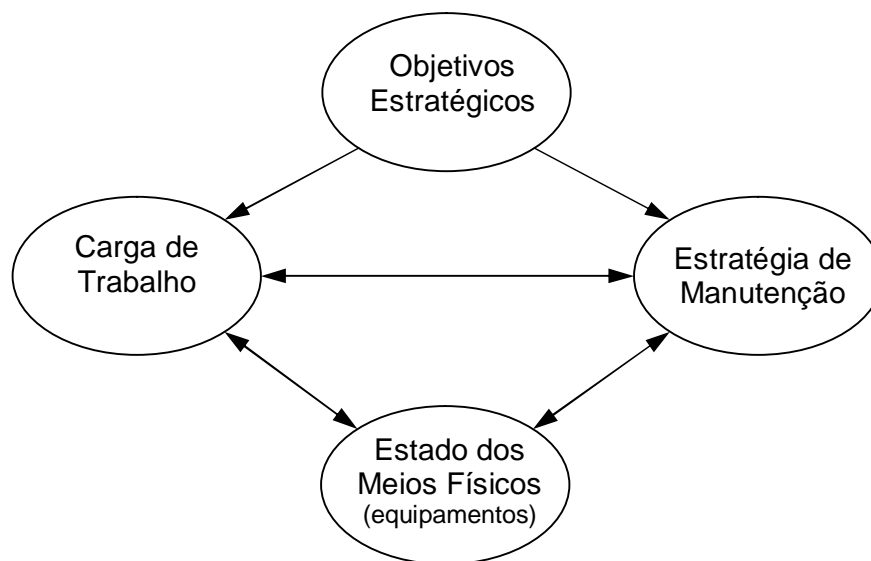 Objetivos
Estratégicos
Carga de
Trabalho
Estratégia de
Manutenção
Estado dos
Meios Físicos
(equipamentos)